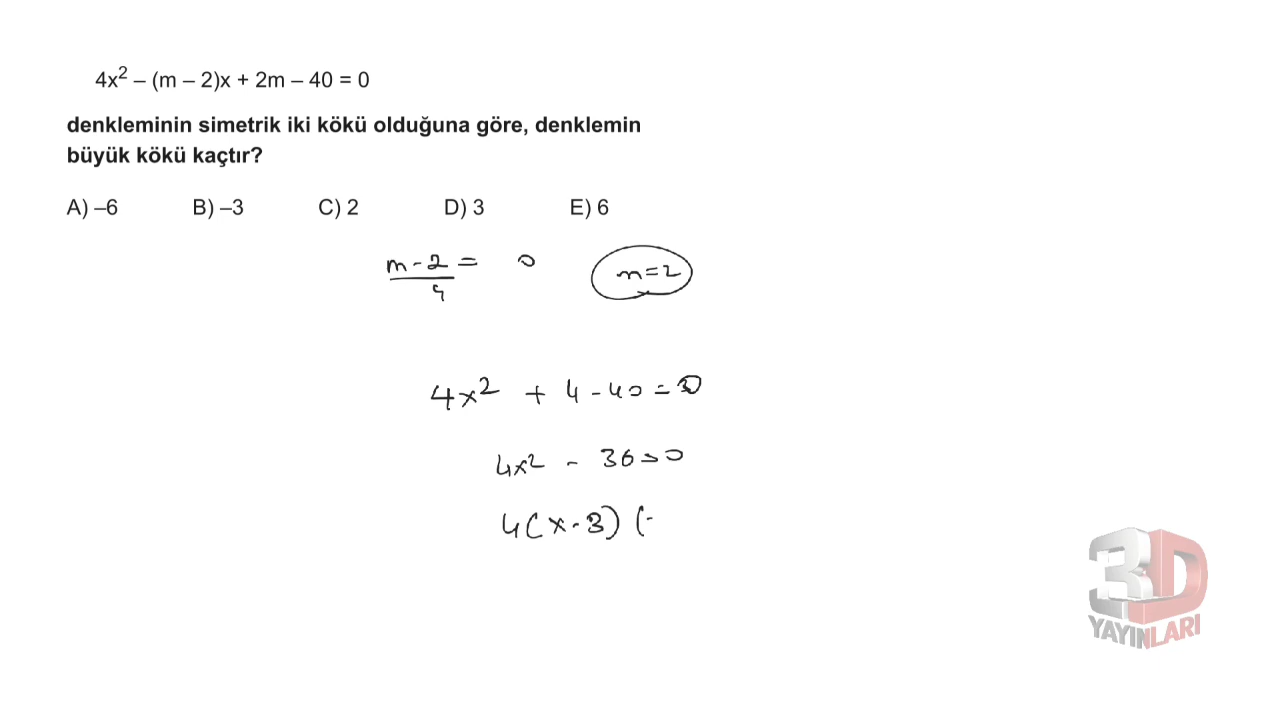 4x² – (m – 2)x + 2m – 40 = 0
denkleminin simetrik iki kökü olduğuna göre, denklemin
büyük kökü kaçtır?
A) –6 B) –3 C) 2 D) 3 E) 6
m - 2 = 0 m = 2
4
4x² + 4 - 40 = 0
4x² - 36 = 0
4(x - 3) (-
3D
YAYINLARI